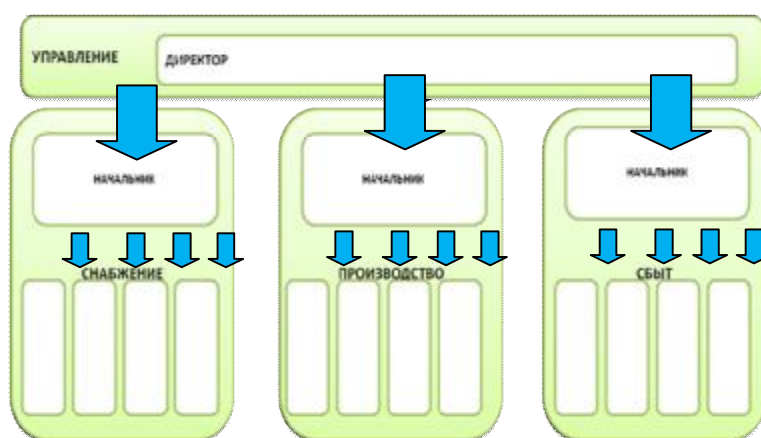 УПРАВЛЕНИЕ
ДИРЕКТОР
НАЧАЛЬНИК
НАЧАЛЬНИК
НАЧАЛЬНИК
СНАБЖЕНИЕ
ПРОИЗВОДСТВО
СБЫТ